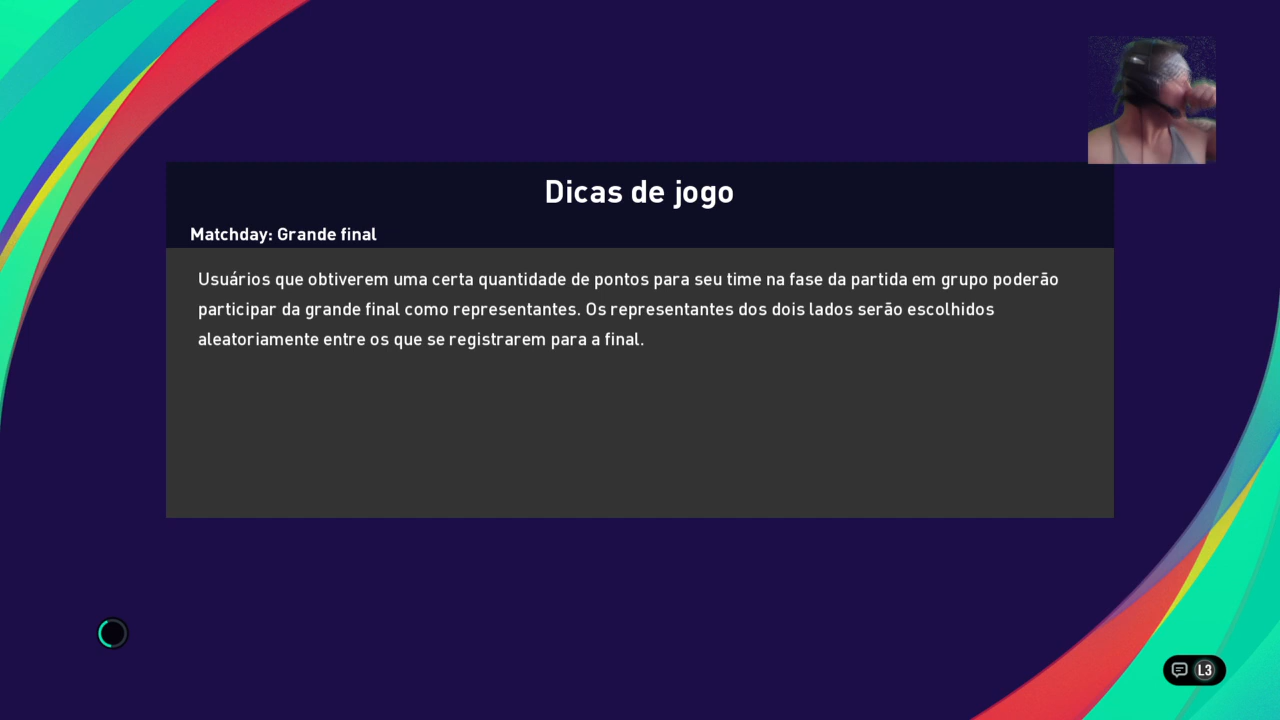 Dicas de jogo
Matchday: Grande final
Usuários que obtiverem uma certa quantidade de pontos para seu time na fase da partida em grupo poderão
participar da grande final como representantes. Os representantes dos dois lados serão escolhidos
aleatoriamente entre os que se registrarem para a final.
L3